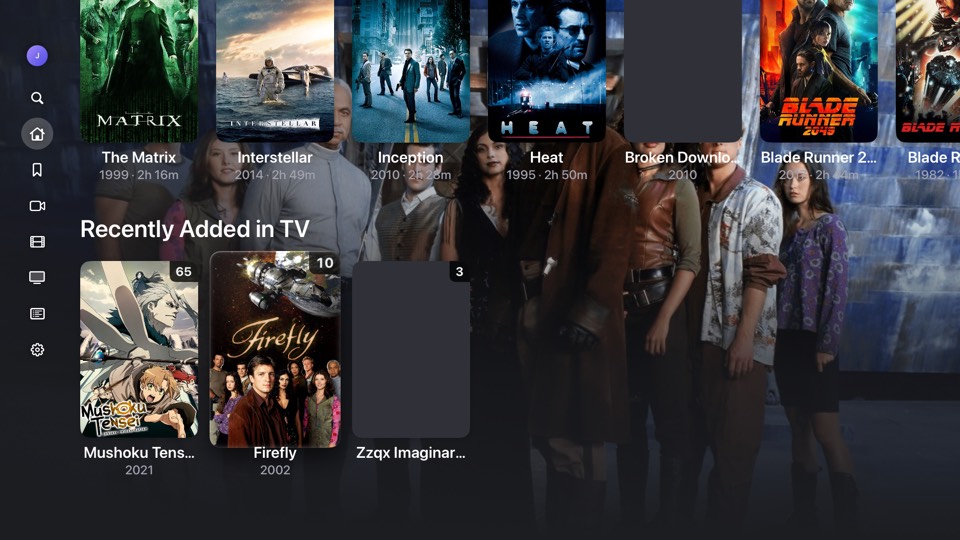 J
MATRIX
INTERSTELLAR
HEAT
BLADE
RUNNER
2049
The Matrix
1999 · 2h 16m
Interstellar
2014 · 2h 49m
Inception
2010 · 2h 28m
Heat
1995 · 2h 50m
Broken Downlo...
2010
Blade Runner 2...
Blade R
1982 ·
Recently Added in TV
65
10
3
Mushoku
Tensei
Firefly
Mushoku Tens...
2021
Firefly
2002
Zzqx Imaginar...